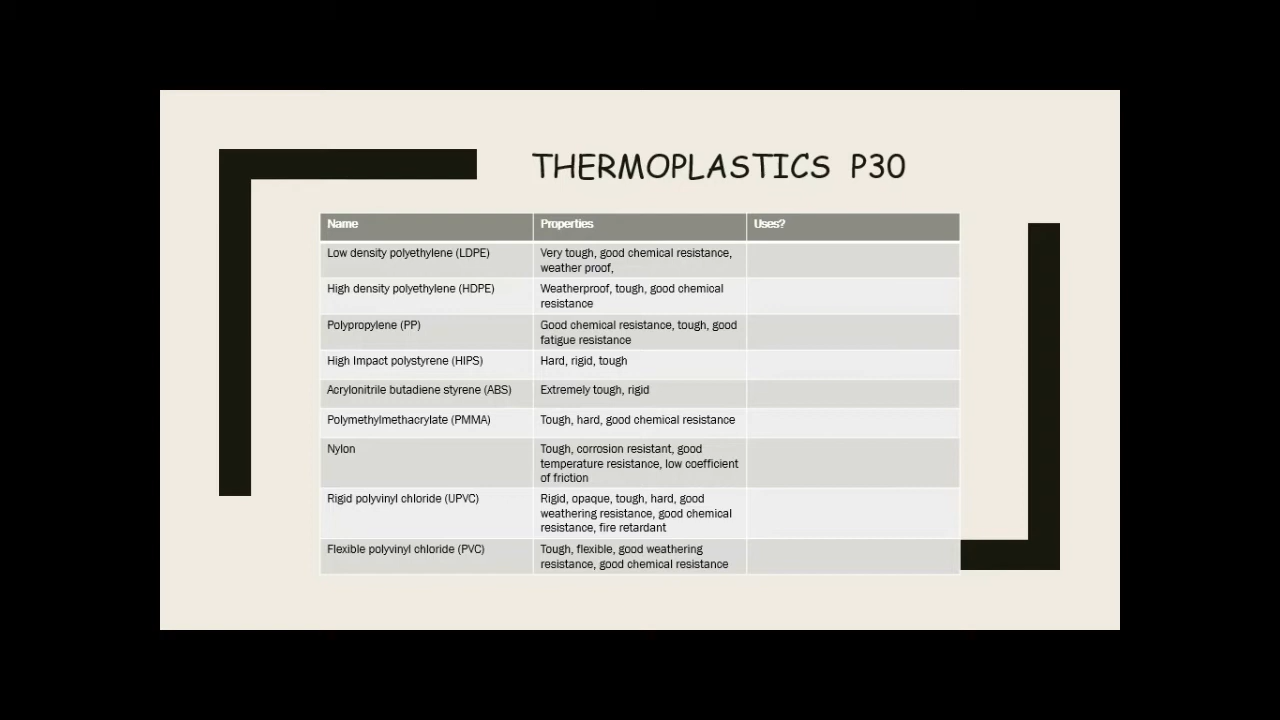 THERMOPLASTICS P30
Name Properties Uses?
Low density polyethylene (LDPE) Very tough, good chemical resistance,
weather proof,
High density polyethylene (HDPE) Weatherproof, tough, good chemical
resistance
Polypropylene (PP) Good chemical resistance, tough, good
fatigue resistance
High Impact polystyrene (HIPS) Hard, rigid, tough
Acrylonitrile butadiene styrene (ABS) Extremely tough, rigid
Polymethylmethacrylate (PMMA) Tough, hard, good chemical resistance
Nylon Tough, corrosion resistant, good
temperature resistance, low coefficient
of friction
Rigid polyvinyl chloride (UPVC) Rigid, opaque, tough, hard, good
weathering resistance, good chemical
resistance, fire retardant
Flexible polyvinyl chloride (PVC) Tough, flexible, good weathering
resistance, good chemical resistance